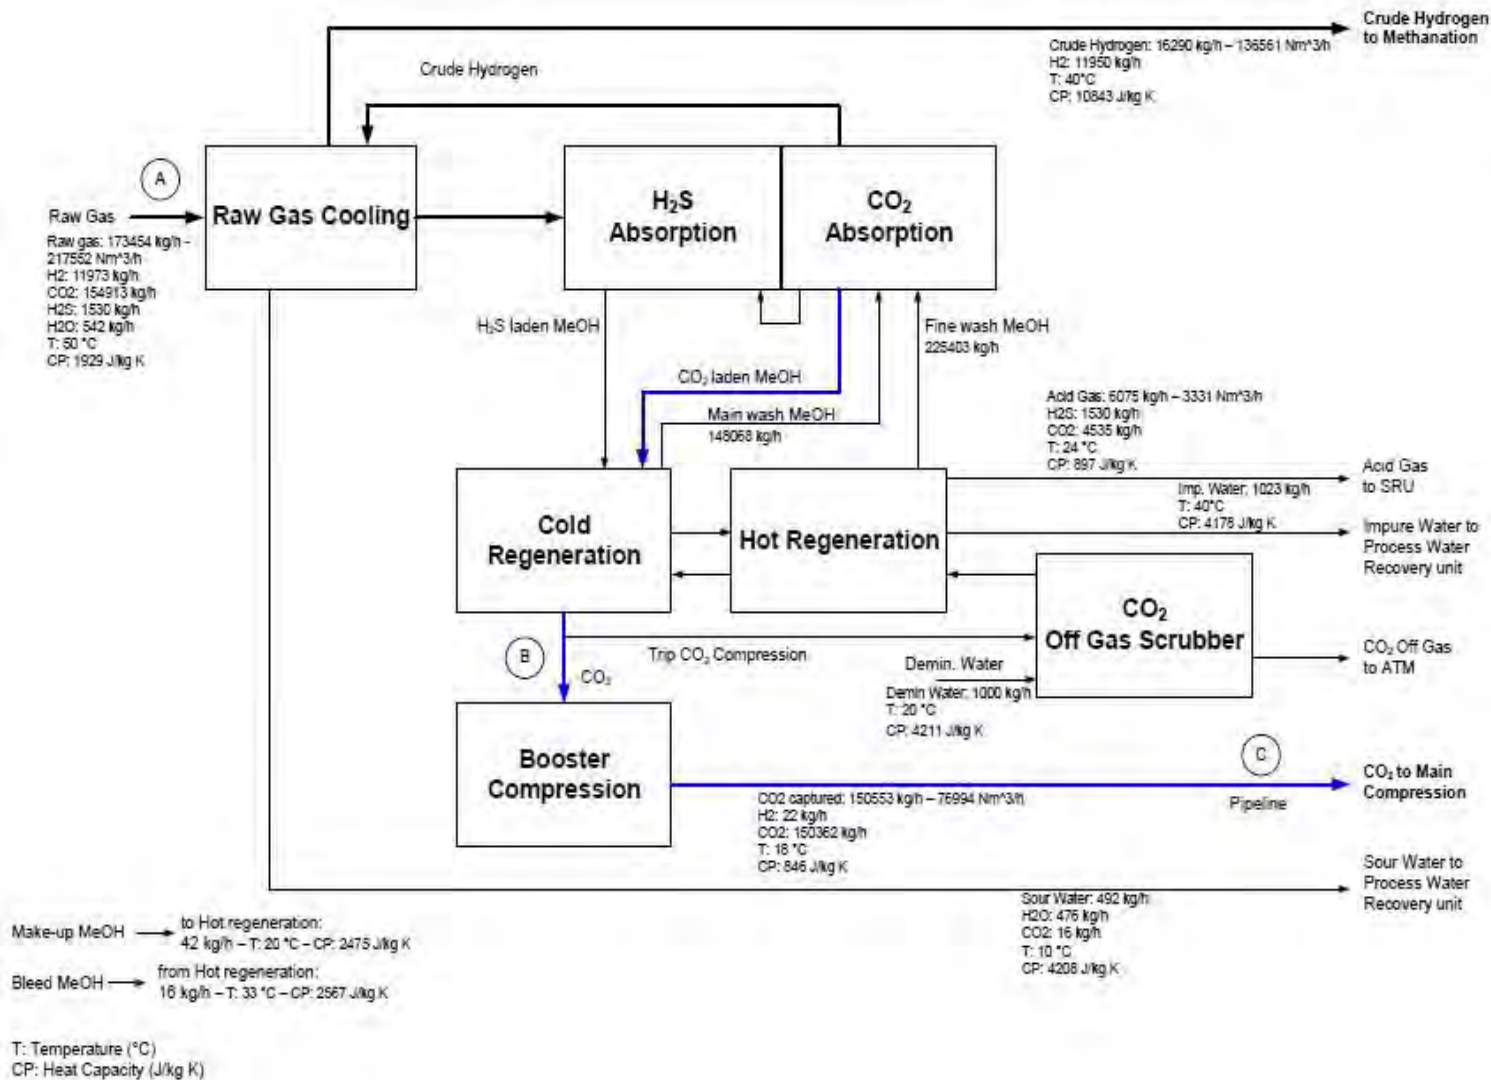 Crude Hydrogen
to Methanation
Crude Hydrogen: 16290 kg/h – 136561 Nm^3/h
H2: 11950 kg/h
T: 40°C
CP: 10843 J/kg K
Crude Hydrogen
A
Raw Gas
Raw gas: 173454 kg/h –
217552 Nm^3/h
H2: 11973 kg/h
CO2: 154913 kg/h
H2S: 1530 kg/h
H2O: 542 kg/h
T: 50 °C
CP: 1929 J/kg K
Raw Gas Cooling
H₂S
Absorption
CO₂
Absorption
H₂S laden MeOH
Fine wash MeOH
225403 kg/h
CO₂ laden MeOH
Main wash MeOH
148068 kg/h
Acid Gas: 6075 kg/h – 3331 Nm^3/h
H2S: 1530 kg/h
CO2: 4535 kg/h
T: 24 °C
CP: 897 J/kg K
Acid Gas
to SRU
Imp. Water: 1023 kg/h
T: 40°C
CP: 4178 J/kg K
Impure Water to
Process Water
Recovery unit
Cold
Regeneration
Hot Regeneration
CO₂
Off Gas Scrubber
B
CO₂
Trip CO₂ Compression
Demin. Water
Demin Water: 1000 kg/h
T: 20 °C
CP: 4211 J/kg K
CO₂ Off Gas
to ATM
Booster
Compression
C
Pipeline
CO₂ to Main
Compression
CO2 captured: 150553 kg/h – 76994 Nm^3/h
H2: 22 kg/h
CO2: 150362 kg/h
T: 18 °C
CP: 846 J/kg K
Sour Water to
Process Water
Recovery unit
Sour Water: 492 kg/h
H2O: 476 kg/h
CO2: 16 kg/h
T: 10 °C
CP: 4208 J/kg K
Make-up MeOH
to Hot regeneration:
42 kg/h – T: 20 °C – CP: 2475 J/kg K
Bleed MeOH
from Hot regeneration:
16 kg/h – T: 33 °C – CP: 2567 J/kg K
T: Temperature (°C)
CP: Heat Capacity (J/kg K)